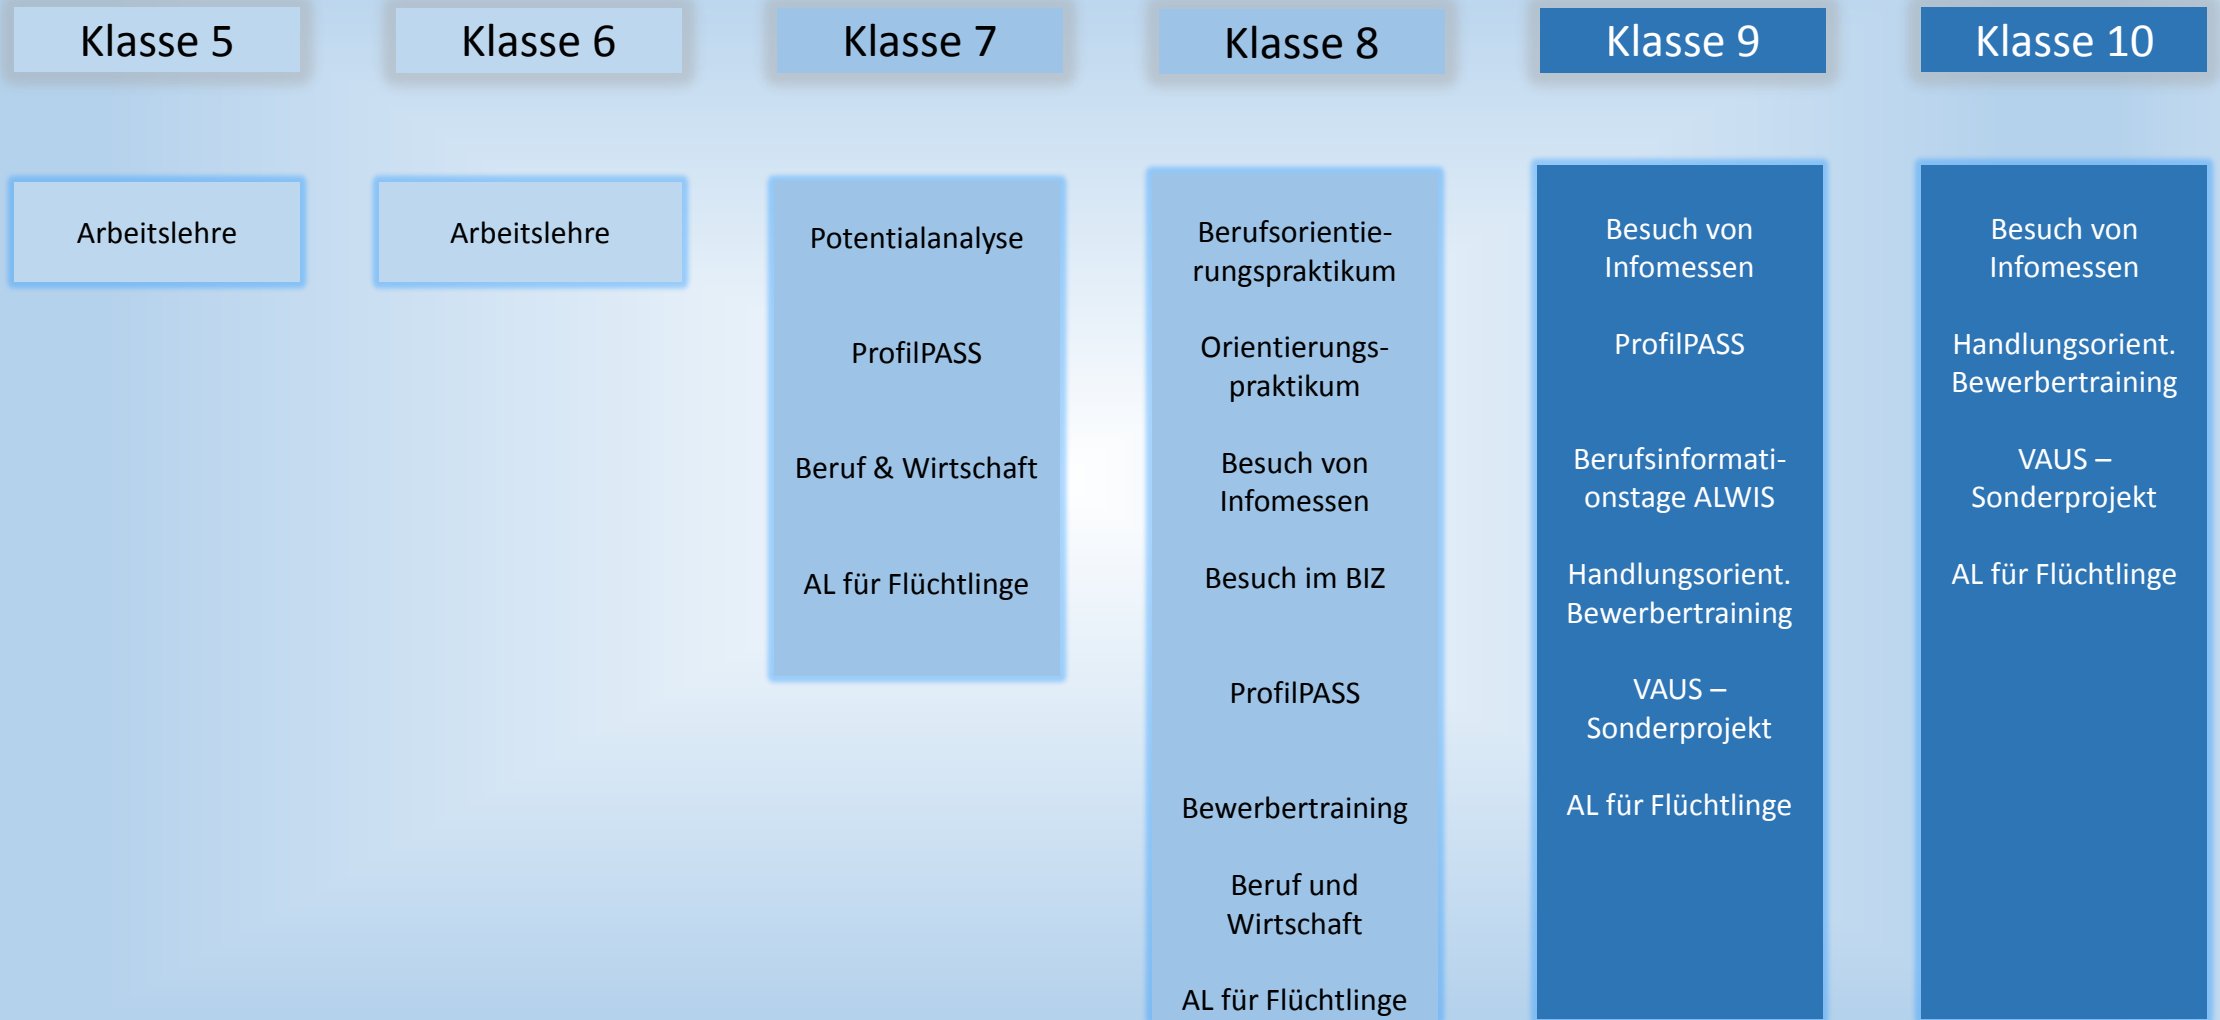 Klasse 5
Klasse 6
Klasse 7
Klasse 8
Klasse 9
Klasse 10
Arbeitslehre
Arbeitslehre
Potentialanalyse
ProfilPASS
Beruf & Wirtschaft
AL für Flüchtlinge
Berufsorientie-
rungspraktikum
Orientierungs-
praktikum
Besuch von
Infomessen
Besuch im BIZ
ProfilPASS
Bewerbertraining
Beruf und
Wirtschaft
AL für Flüchtlinge
Besuch von
Infomessen
ProfilPASS
Berufsinformati-
onstage ALWIS
Handlungsorient.
Bewerbertraining
VAUS –
Sonderprojekt
AL für Flüchtlinge
Besuch von
Infomessen
Handlungsorient.
Bewerbertraining
VAUS –
Sonderprojekt
AL für Flüchtlinge